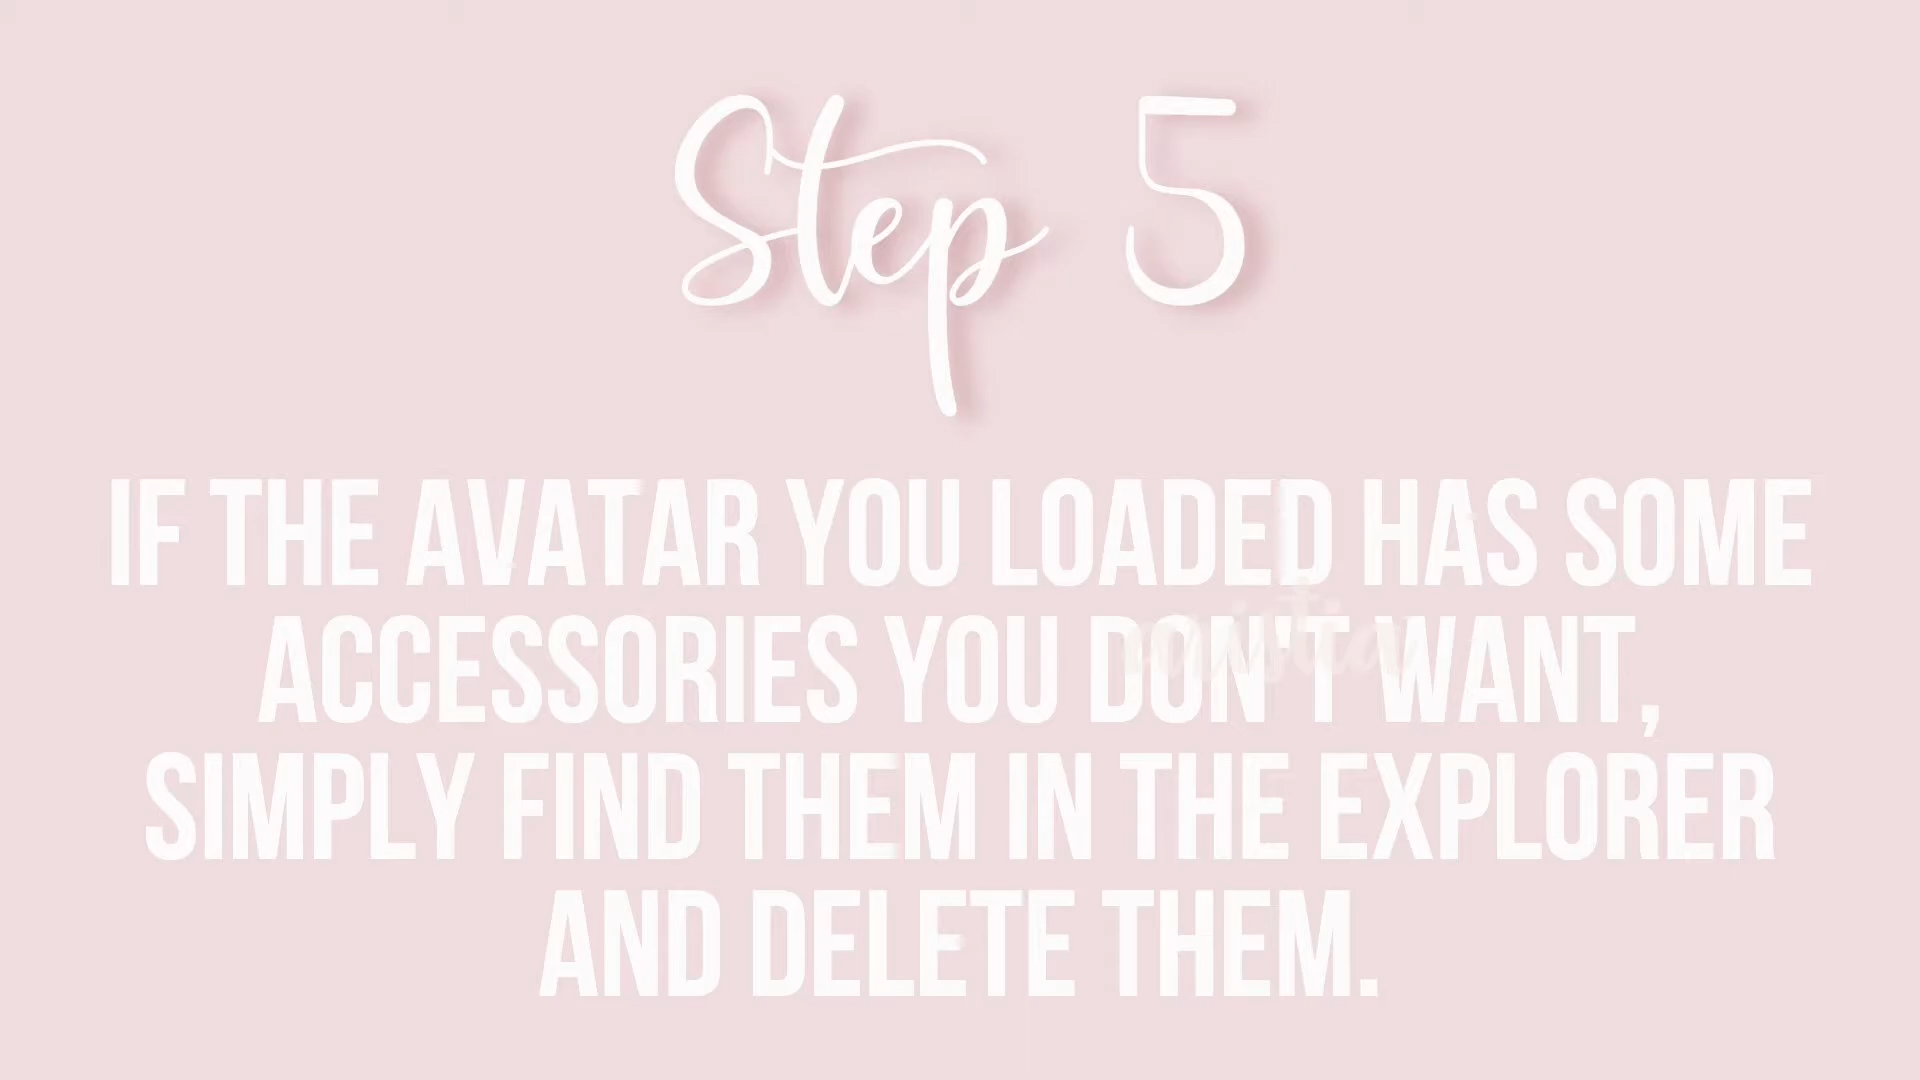 Step 5
IF THE AVATAR YOU LOADED HAS SOME
ACCESSORIES YOU DON'T WANT,
SIMPLY FIND THEM IN THE EXPLORER
AND DELETE THEM.